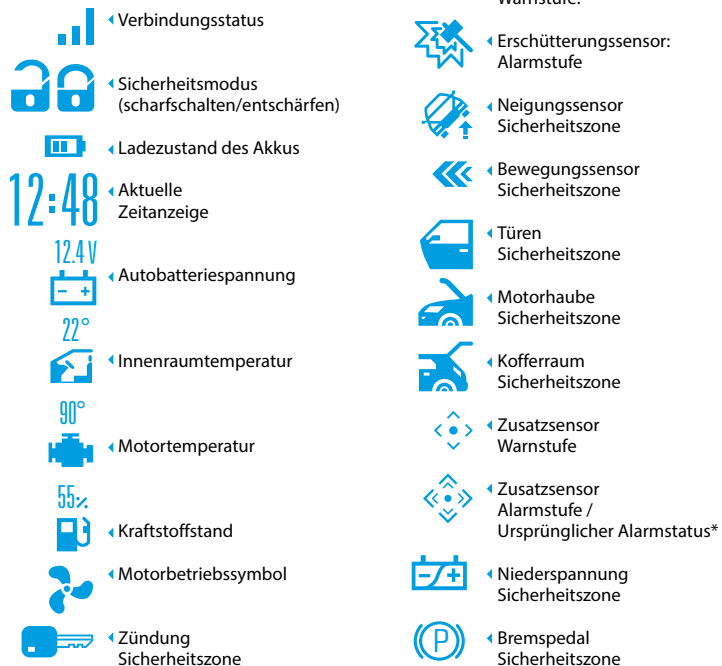 Verbindungsstatus
Sicherheitsmodus
(scharfschalten/entschärfen)
Ladezustand des Akkus
12:48
Aktuelle
Zeitanzeige
12.4 V
Autobatteriespannung
22°
Innenraumtemperatur
90°
Motortemperatur
55%
Kraftstoffstand
Motorbetriebssymbol
Zündung
Sicherheitszone
Warnstufe.
Erschütterungssensor:
Alarmstufe
Neigungssensor
Sicherheitszone
Bewegungssensor
Sicherheitszone
Türen
Sicherheitszone
Motorhaube
Sicherheitszone
Kofferraum
Sicherheitszone
Zusatzsensor
Warnstufe
Zusatzsensor
Alarmstufe /
Ursprünglicher Alarmstatus*
Niederspannung
Sicherheitszone
P
Bremspedal
Sicherheitszone